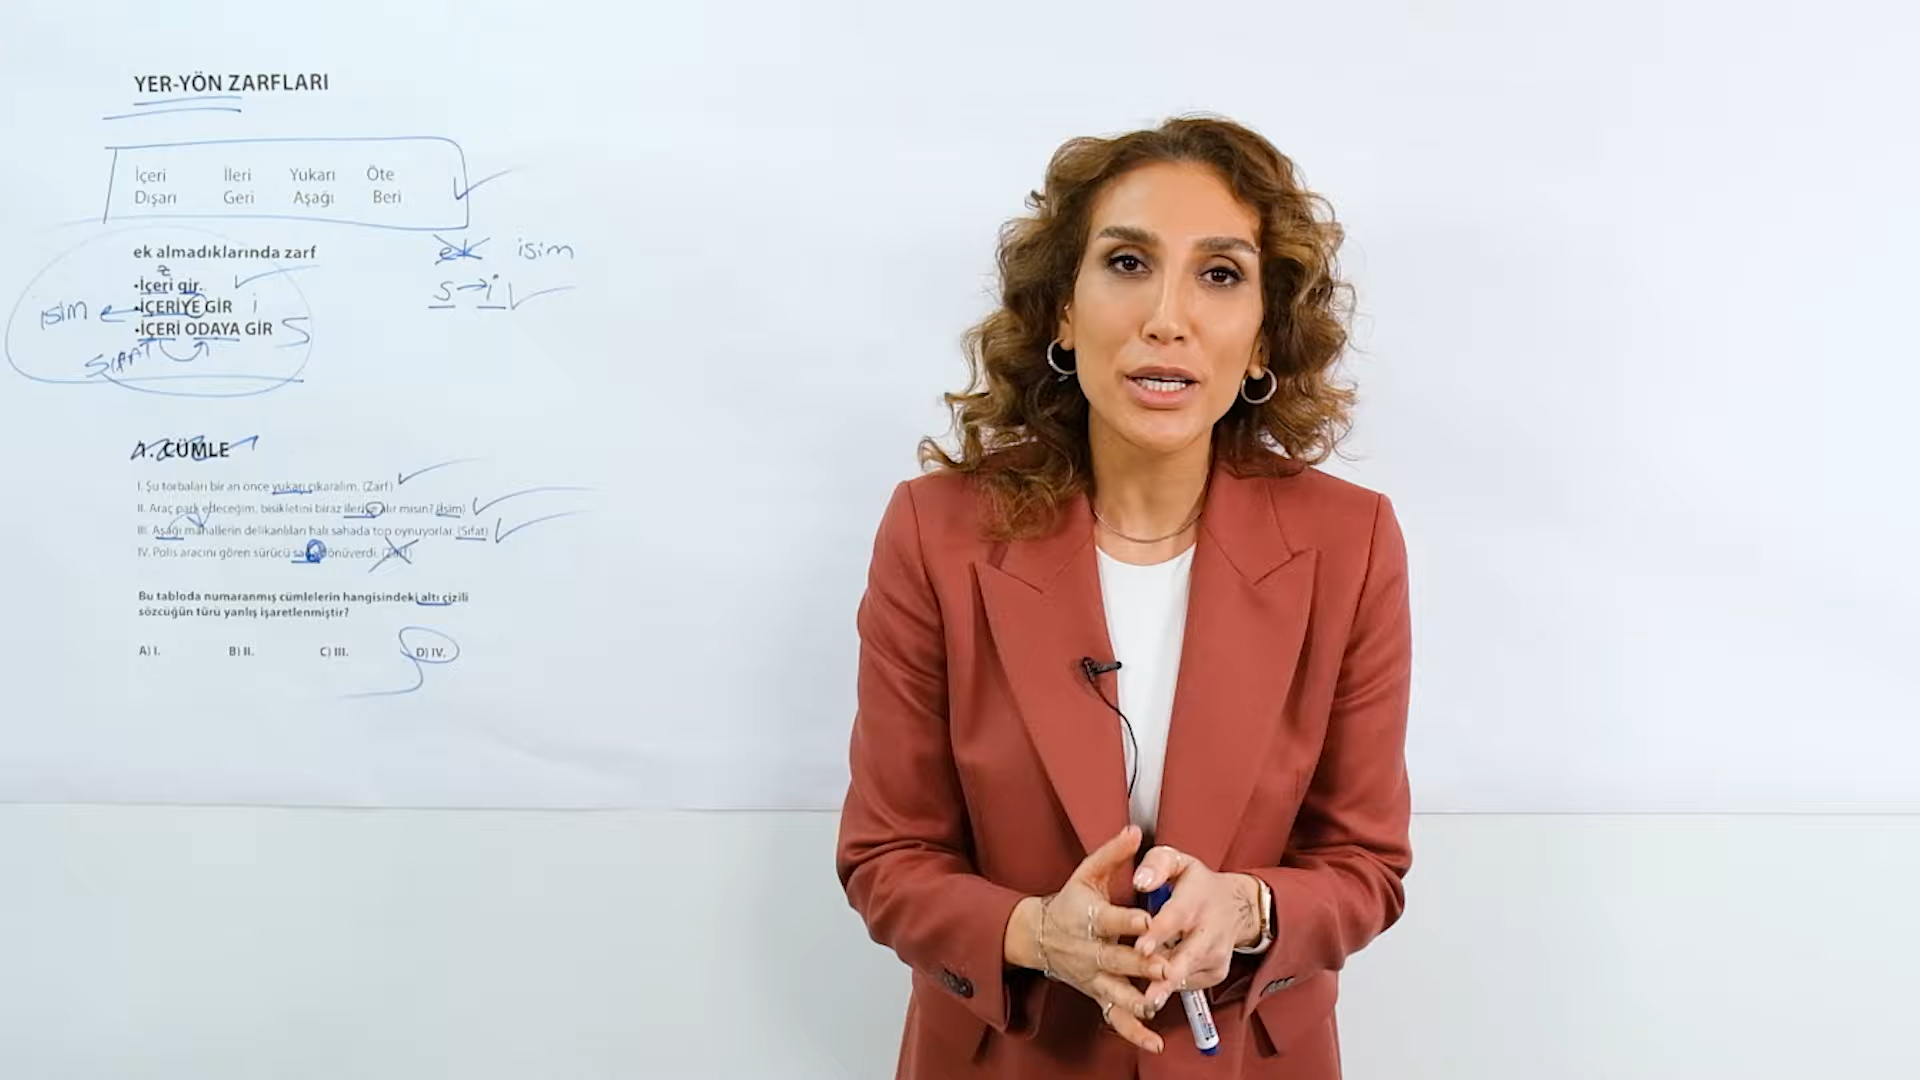 YER-YÖN ZARFLARI
İçeri İleri Yukarı Öte
Dışarı Geri Aşağı Beri
ek almadıklarında zarf
z
•İçeri gir.
•İÇERİYE GİR
•İÇERİ ODAYA GİR
isim
i
S
SIFAT
ek isim
S→i
1. CÜMLE
I. Şu torbaları bir an önce yukarı çıkaralım. (Zarf)
II. Araç park edeceğim, bisikletini biraz ileriye alır mısın? (İsim)
III. Aşağı mahallerin delikanlıları halı sahada top oynuyorlar. (Sıfat)
IV. Polis aracını gören sürücü dönüverdi. (Zarf)
Bu tabloda numaranmış cümlelerin hangisindeki altı çizili
sözcüğün türü yanlış işaretlenmiştir?
A) I. B) II. C) III. D) IV.